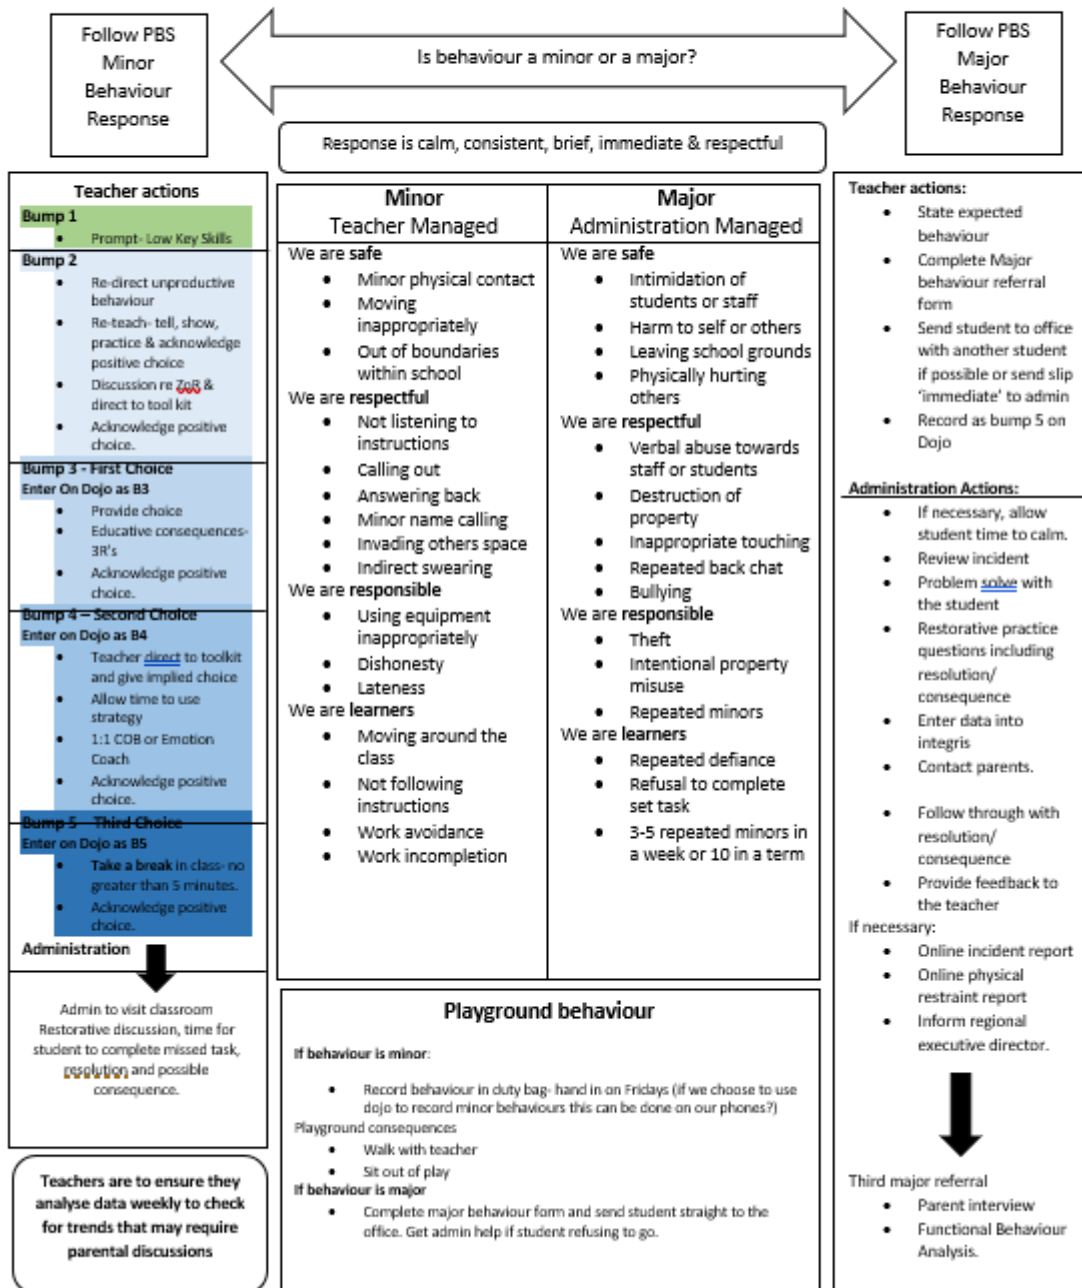 Follow PBS
Minor
Behaviour
Response
Is behaviour a minor or a major?
Follow PBS
Major
Behaviour
Response
Response is calm, consistent, brief, immediate & respectful
Teacher actions
Bump 1
• Prompt- Low Key Skills
Bump 2
• Re-direct unproductive
behaviour
• Re-teach- tell, show,
practice & acknowledge
positive choice
• Discussion re ZoR &
direct to tool kit
• Acknowledge positive
choice.
Bump 3 - First Choice
Enter On Dojo as B3
• Provide choice
• Educative consequences-
3R's
• Acknowledge positive
choice.
Bump 4 – Second Choice
Enter on Dojo as B4
• Teacher direct to toolkit
and give implied choice
• Allow time to use
strategy
• 1:1 COB or Emotion
Coach
• Acknowledge positive
choice.
Bump 5 – Third Choice
Enter on Dojo as B5
• Take a break in class- no
greater than 5 minutes.
• Acknowledge positive
choice.
Administration
Admin to visit classroom
Restorative discussion, time for
student to complete missed task,
resolution and possible
consequence.
Teachers are to ensure they
analyse data weekly to check
for trends that may require
parental discussions
Minor
Teacher Managed
We are safe
• Minor physical contact
• Moving
inappropriately
• Out of boundaries
within school
We are respectful
• Not listening to
instructions
• Calling out
• Answering back
• Minor name calling
• Invading others space
• Indirect swearing
We are responsible
• Using equipment
inappropriately
• Dishonesty
• Lateness
We are learners
• Moving around the
class
• Not following
instructions
• Work avoidance
• Work incompletion
Major
Administration Managed
We are safe
• Intimidation of
students or staff
• Harm to self or others
• Leaving school grounds
• Physically hurting
others
We are respectful
• Verbal abuse towards
staff or students
• Destruction of
property
• Inappropriate touching
• Repeated back chat
• Bullying
We are responsible
• Theft
• Intentional property
misuse
• Repeated minors
We are learners
• Repeated defiance
• Refusal to complete
set task
• 3-5 repeated minors in
a week or 10 in a term
Playground behaviour
If behaviour is minor:
• Record behaviour in duty bag- hand in on Fridays (if we choose to use
dojo to record minor behaviours this can be done on our phones?)
Playground consequences
• Walk with teacher
• Sit out of play
If behaviour is major
• Complete major behaviour form and send student straight to the
office. Get admin help if student refusing to go.
Teacher actions:
• State expected
behaviour
• Complete Major
behaviour referral
form
• Send student to office
with another student
if possible or send slip
'immediate' to admin
• Record as bump 5 on
Dojo
Administration Actions:
• If necessary, allow
student time to calm.
• Review incident
• Problem solve with
the student
• Restorative practice
questions including
resolution/
consequence
• Enter data into
integris
• Contact parents.
• Follow through with
resolution/
consequence
• Provide feedback to
the teacher
If necessary:
• Online incident report
• Online physical
restraint report
• Inform regional
executive director.
Third major referral
• Parent interview
• Functional Behaviour
Analysis.